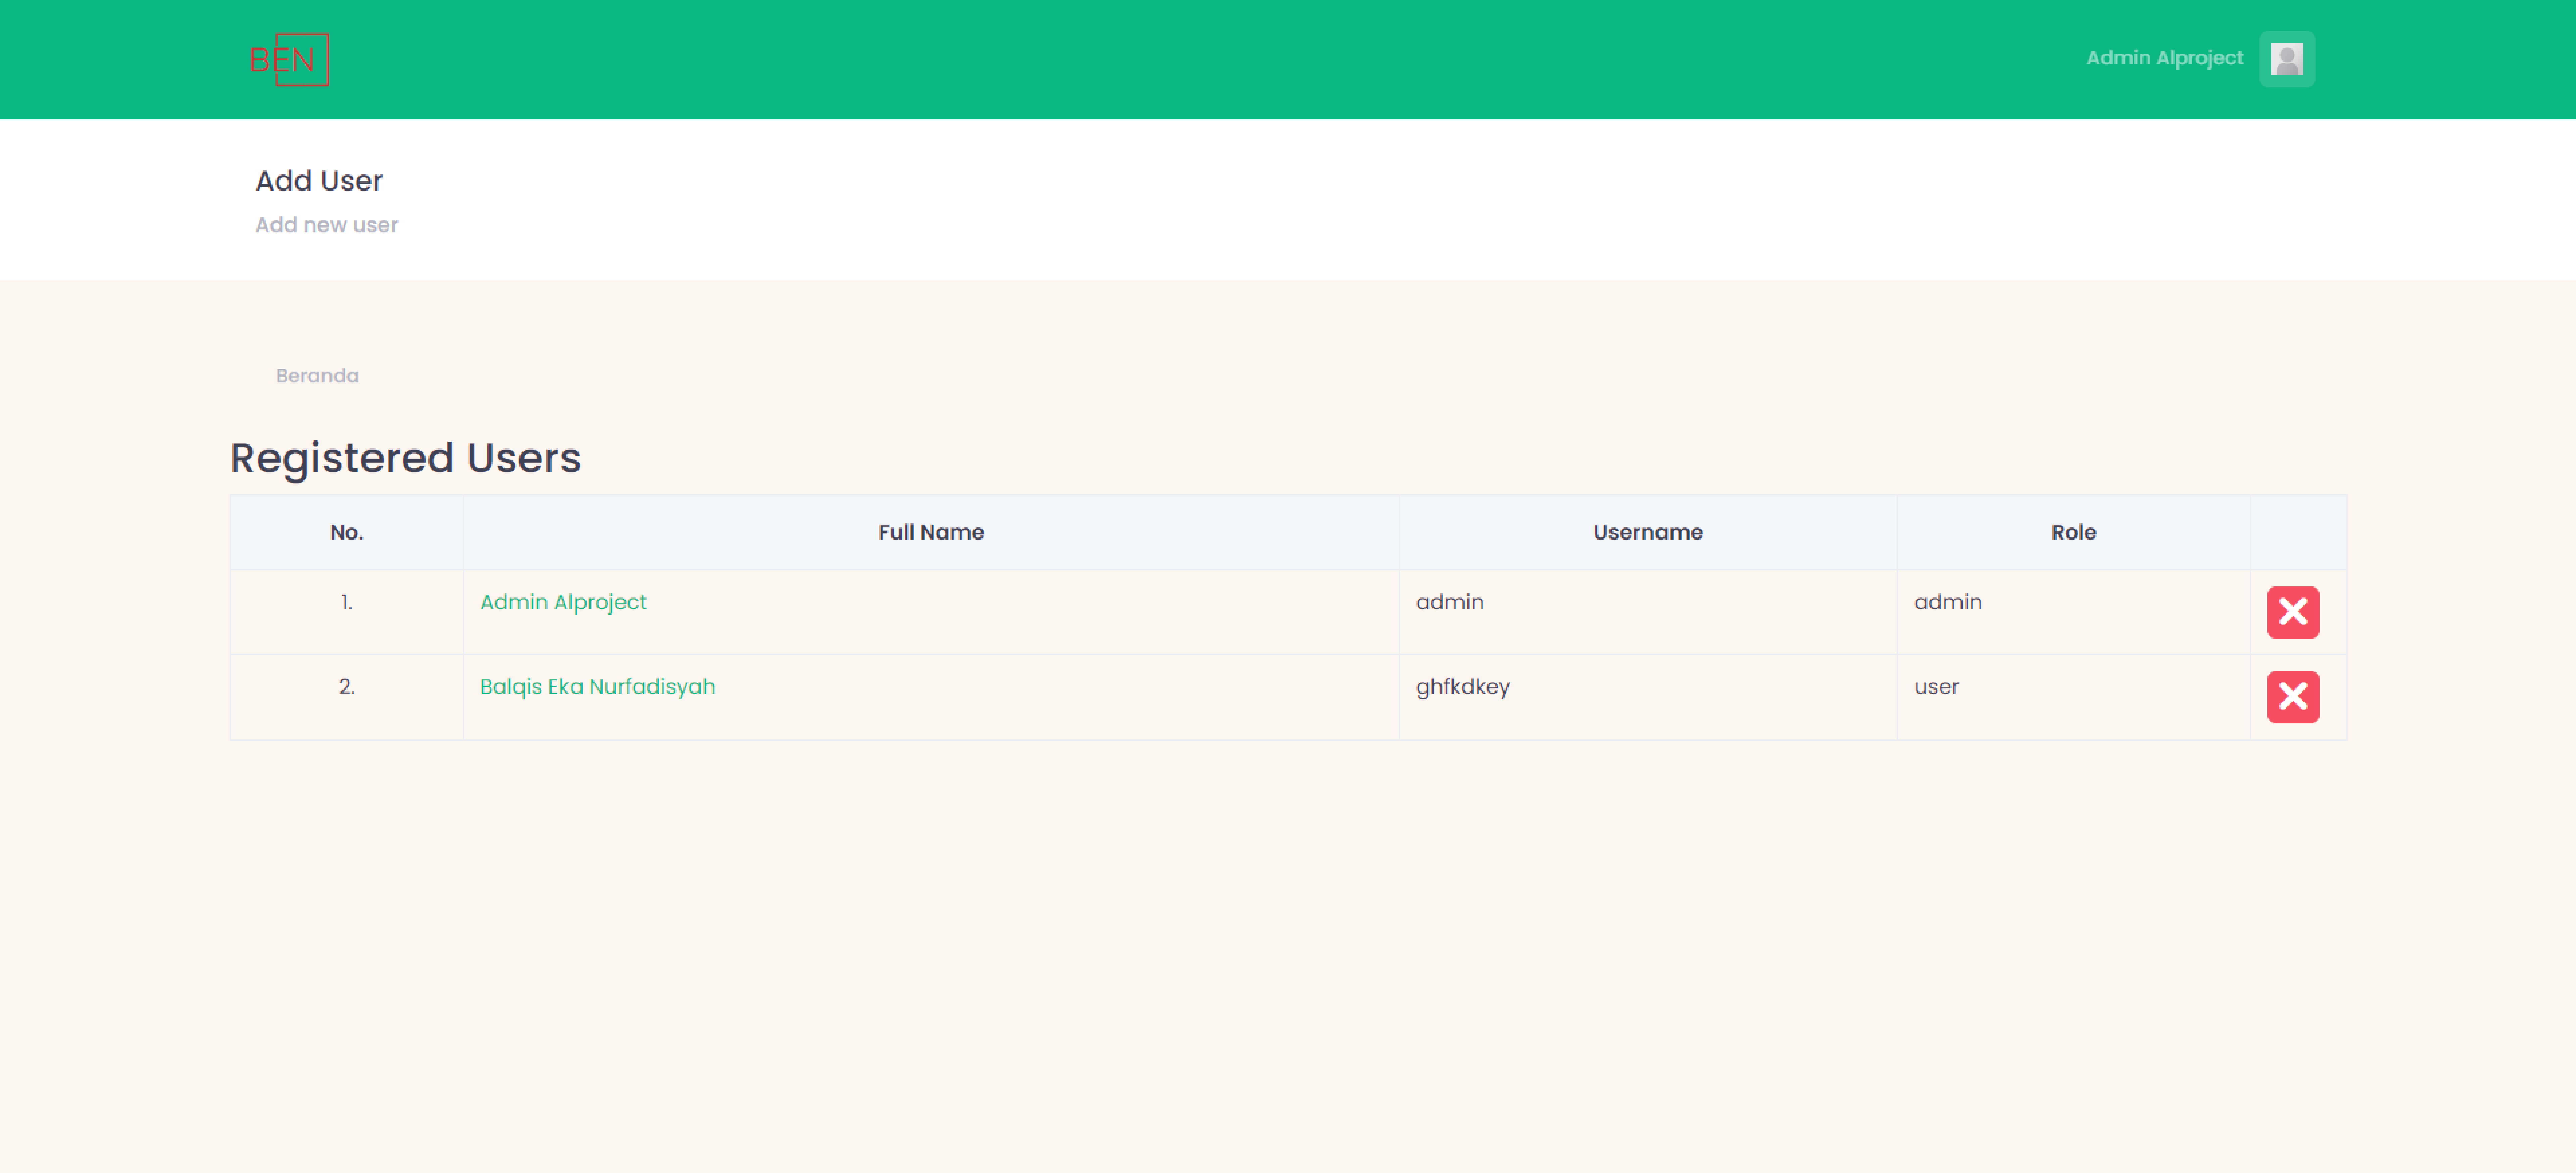 BEN
Admin Alproject
Add User
Add new user
Beranda
Registered Users
No. Full Name Username Role
1. Admin Alproject admin admin
2. Balqis Eka Nurfadisyah ghfkdkey user